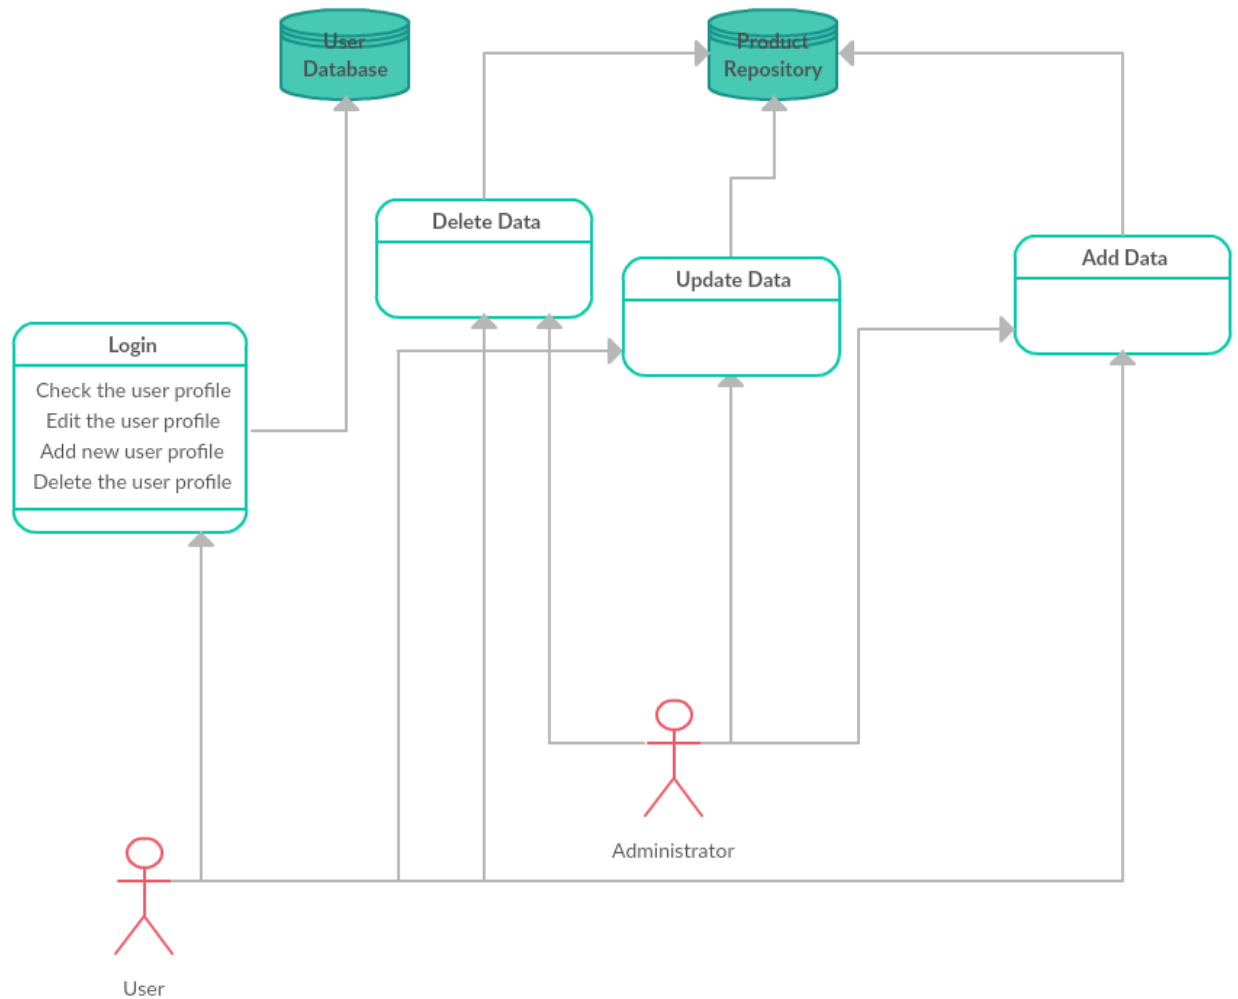 User
Database
Product
Repository
Delete Data
Update Data
Add Data
Login
Check the user profile
Edit the user profile
Add new user profile
Delete the user profile
Administrator
User